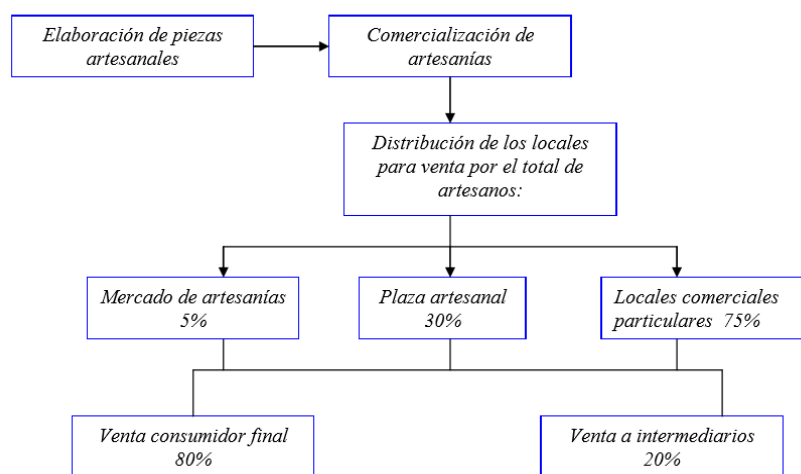 Elaboración de piezas
artesanales
Comercialización de
artesanías
Distribución de los locales
para venta por el total de
artesanos:
Mercado de artesanías
5%
Plaza artesanal
30%
Locales comerciales
particulares 75%
Venta consumidor final
80%
Venta a intermediarios
20%